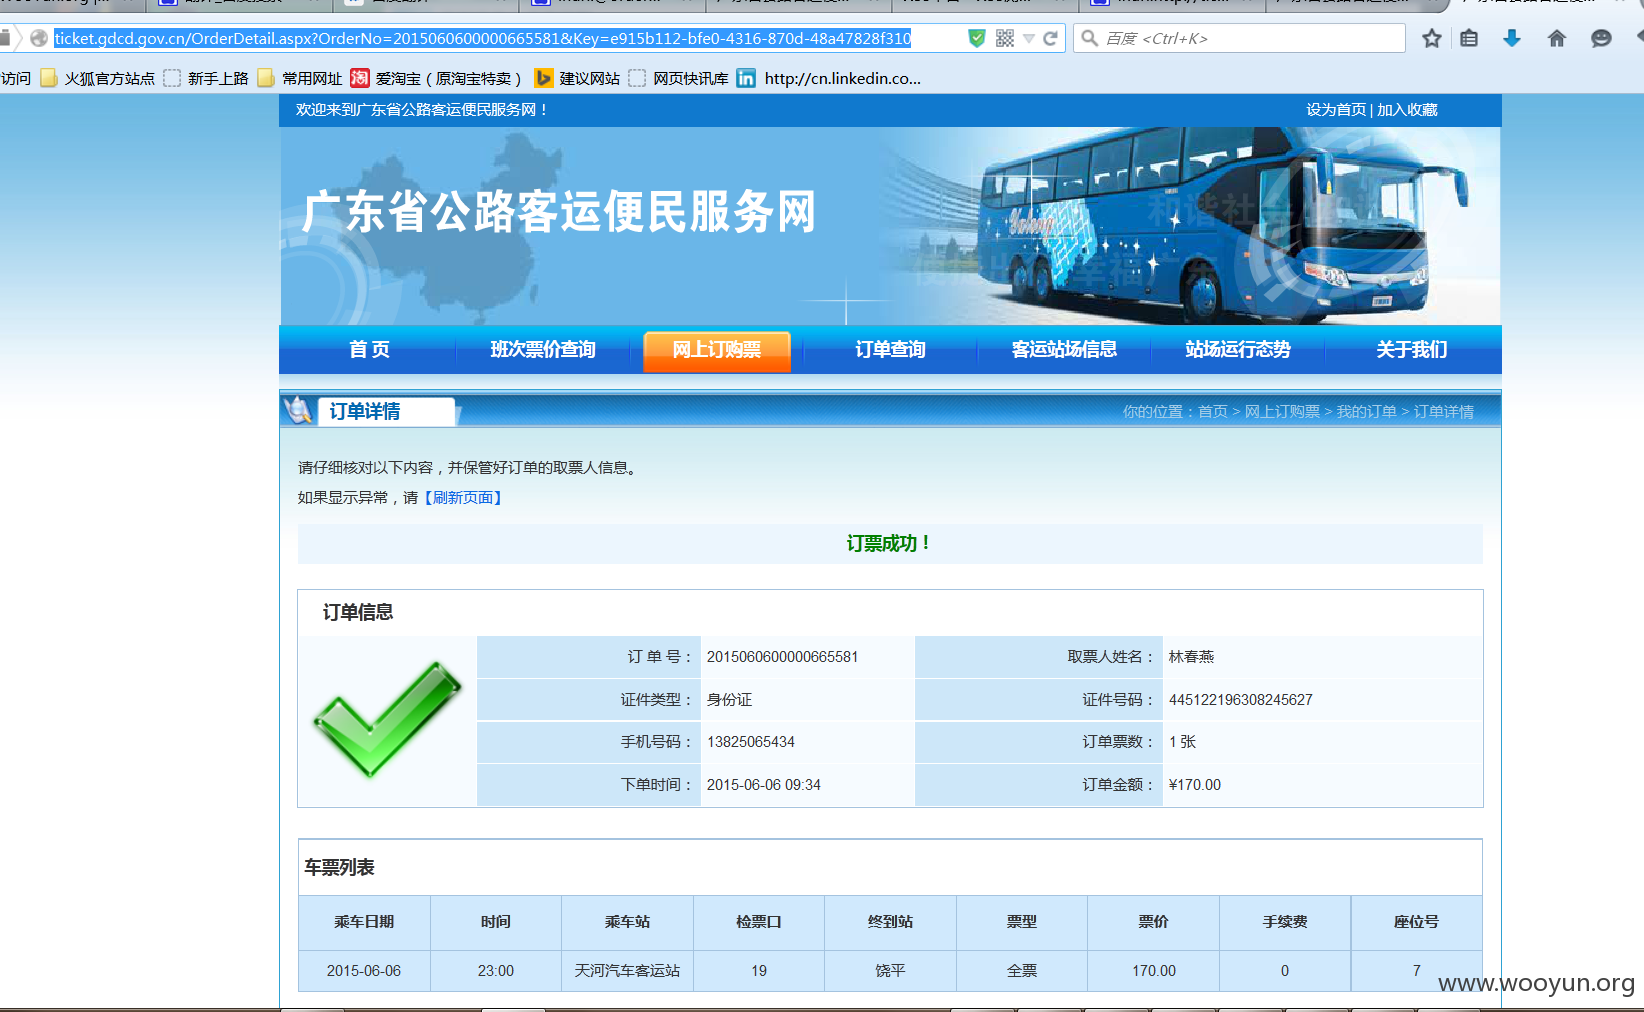 ticket.gdcd.gov.cn/OrderDetail.aspx?OrderNo=2015060600000665581&Key=e915b112-bfe0-4316-870d-48a47828f310
百度 <Ctrl+K>
访问 火狐官方站点 新手上路 常用网址 爱淘宝（原淘宝特卖） 建议网站 网页快讯库 http://cn.linkedin.co...
欢迎来到广东省公路客运便民服务网！
设为首页 | 加入收藏
广东省公路客运便民服务网
首 页 班次票价查询 网上订购票 订单查询 客运站场信息 站场运行态势 关于我们
订单详情
你的位置：首页 > 网上订购票 > 我的订单 > 订单详情
请仔细核对以下内容，并保管好订单的取票人信息。
如果显示异常，请【刷新页面】
订票成功！
订单信息
订 单 号： 2015060600000665581 取票人姓名： 林春燕
证件类型： 身份证 证件号码： 445122196308245627
手机号码： 13825065434 订单票数： 1 张
下单时间： 2015-06-06 09:34 订单金额： ¥170.00
车票列表
乘车日期 时间 乘车站 检票口 终到站 票型 票价 手续费 座位号
2015-06-06 23:00 天河汽车客运站 19 饶平 全票 170.00 0 7
www.wooyun.org